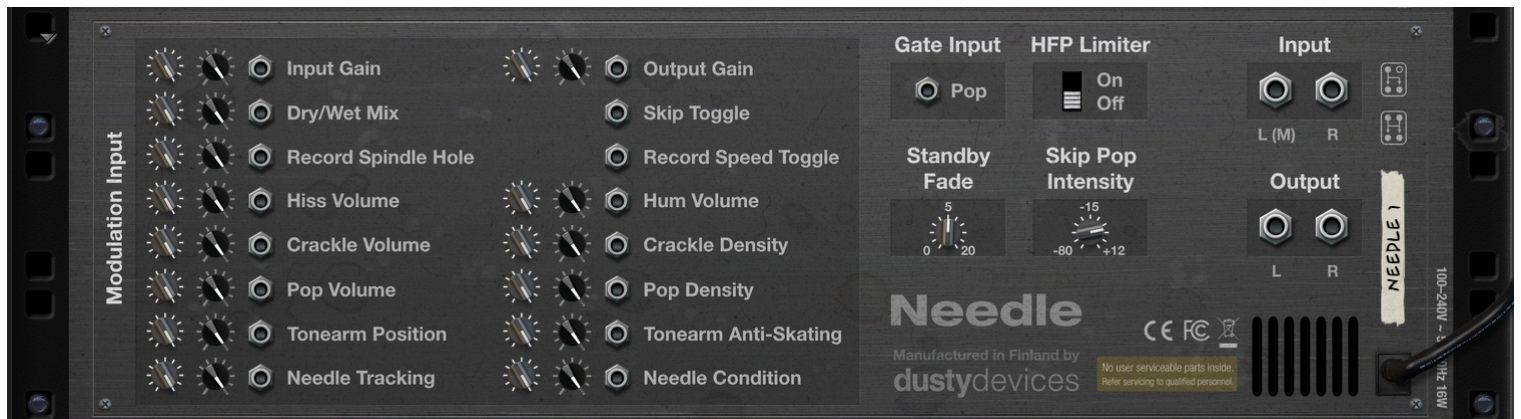 Modulation Input
Input Gain
Dry/Wet Mix
Record Spindle Hole
Hiss Volume
Crackle Volume
Pop Volume
Tonearm Position
Needle Tracking
Output Gain
Skip Toggle
Record Speed Toggle
Hum Volume
Crackle Density
Pop Density
Tonearm Anti-Skating
Needle Condition
Gate Input
Pop
HFP Limiter
On
Off
Standby
Fade
5
0 20
Skip Pop
Intensity
-15
-80 +12
Input
L (M) R
Output
L R
NEEDLE 1
Needle
Manufactured in Finland by
dustydevices
CE FC
No user serviceable parts inside.
Refer servicing to qualified personnel.
100–240V ~ 16W